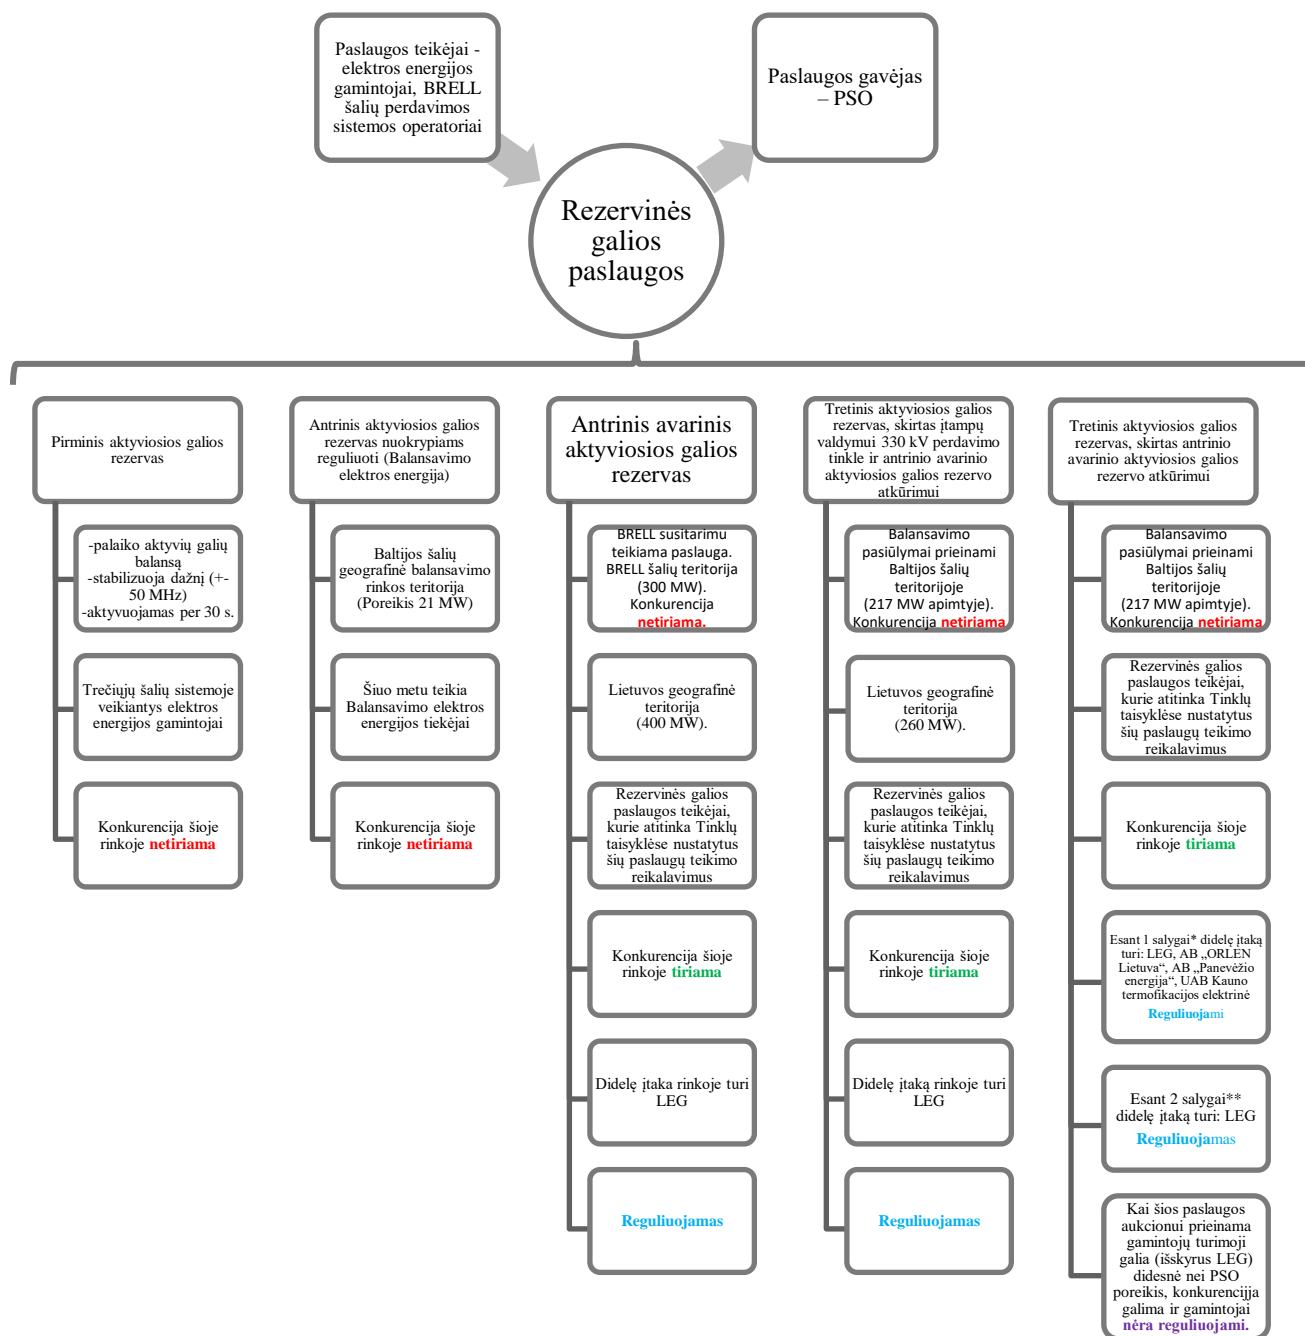 Paslaugos teikėjai -
elektros energijos
gamintojai, BRELL
šalių perdavimos
sistemos operatoriai
Paslaugos gavėjas
– PSO
Rezervinės
galios
paslaugos
Pirminis aktyviosios galios
rezervas
-palaiko aktyvių galių
balansą
-stabilizuoja dažnį (+-
50 MHz)
-aktyvuojamas per 30 s.
Trečiųjų šalių sistemoje
veikiantys elektros
energijos gamintojai
Konkurencija šioje
rinkoje netiriama
Antrinis aktyviosios galios
rezervas nuokrypiams
reguliuoti (Balansavimo
elektros energija)
Baltijos šalių
geografinė balansavimo
rinkos teritorija
(Poreikis 21 MW)
Šiuo metu teikia
Balansavimo elektros
energijos tiekėjai
Konkurencija šioje
rinkoje netiriama
Antrinis avarinis
aktyviosios galios
rezervas
BRELL susitarimu
teikiama paslauga.
BRELL šalių teritorija
(300 MW).
Konkurencija
netiriama.
Lietuvos geografinė
teritorija
(400 MW).
Rezervinės galios
paslaugos teikėjai,
kurie atitinka Tinklų
taisyklėse nustatytus
šių paslaugų teikimo
reikalavimus
Konkurencija šioje
rinkoje tiriama
Didelę įtaka rinkoje turi
LEG
Reguliuojamas
Tretinis aktyviosios galios
rezervas, skirtas įtampų
valdymui 330 kV perdavimo
tinkle ir antrinio avarinio
aktyviosios galios rezervo
atkūrimui
Balansavimo
pasiūlymai prieinami
Baltijos šalių
teritorijoje
(217 MW apimtyje).
Konkurencija netiriama
Lietuvos geografinė
teritorija
(260 MW).
Rezervinės galios
paslaugos teikėjai,
kurie atitinka Tinklų
taisyklėse nustatytus
šių paslaugų teikimo
reikalavimus
Konkurencija šioje
rinkoje tiriama
Didelę įtaką rinkoje turi
LEG
Reguliuojamas
Tretinis aktyviosios galios
rezervas, skirtas antrinio
avarinio aktyviosios galios
rezervo atkūrimui
Balansavimo
pasiūlymai prieinami
Baltijos šalių
teritorijoje
(217 MW apimtyje).
Konkurencija netiriama
Rezervinės galios
paslaugos teikėjai,
kurie atitinka Tinklų
taisyklėse nustatytus
šių paslaugų teikimo
reikalavimus
Konkurencija šioje
rinkoje tiriama
Esant 1 salygai* didelę įtaką
turi: LEG, AB „ORLEN
Lietuva“, AB „Panevėžio
energija“, UAB Kauno
termofikacijos elektrinė
Reguliuojami
Esant 2 salygai**
didelę įtaką turi: LEG
Reguliuojamas
Kai šios paslaugos
aukcionui prieinama
gamintojų turimoji
galia (išskyrus LEG)
didesnė nei PSO
poreikis, konkurencijja
galima ir gamintojai
nėra reguliuojami.